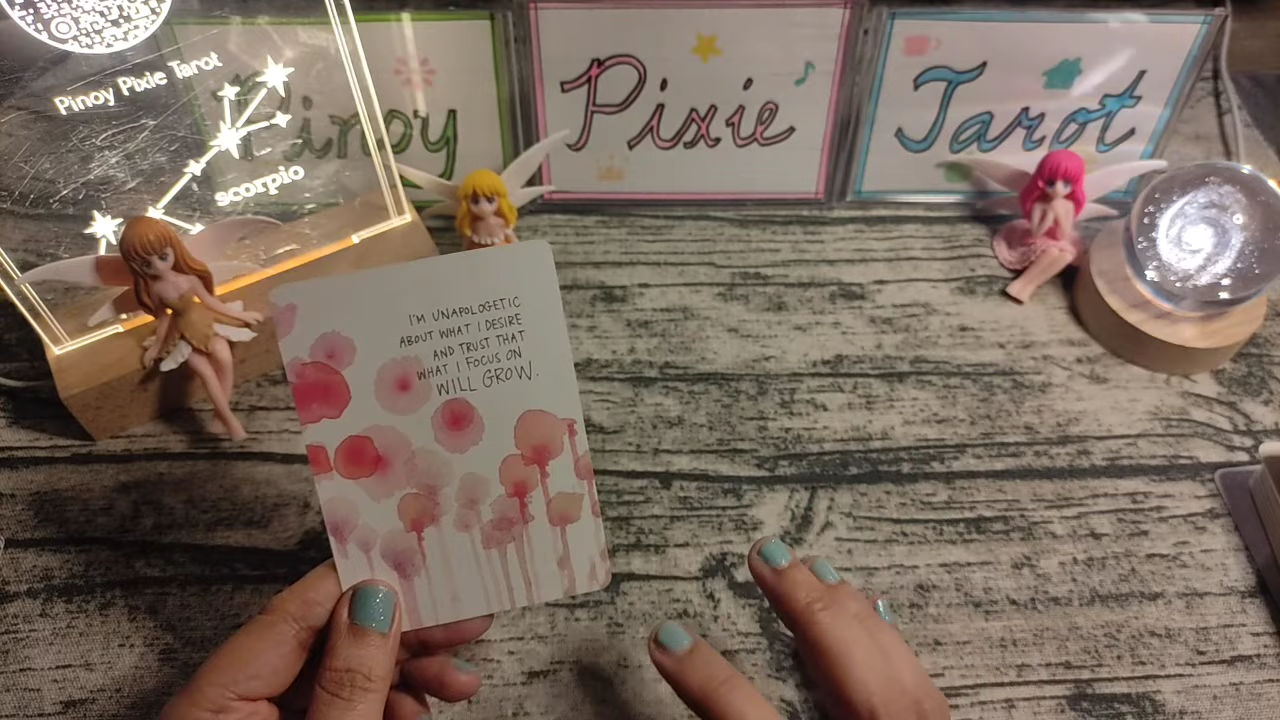 Pinoy Pixie Tarot
scorpio
Pinoy
Pixie
Tarot
I'M UNAPOLOGETIC
ABOUT WHAT I DESIRE
AND TRUST THAT
WHAT I FOCUS ON
WILL GROW.